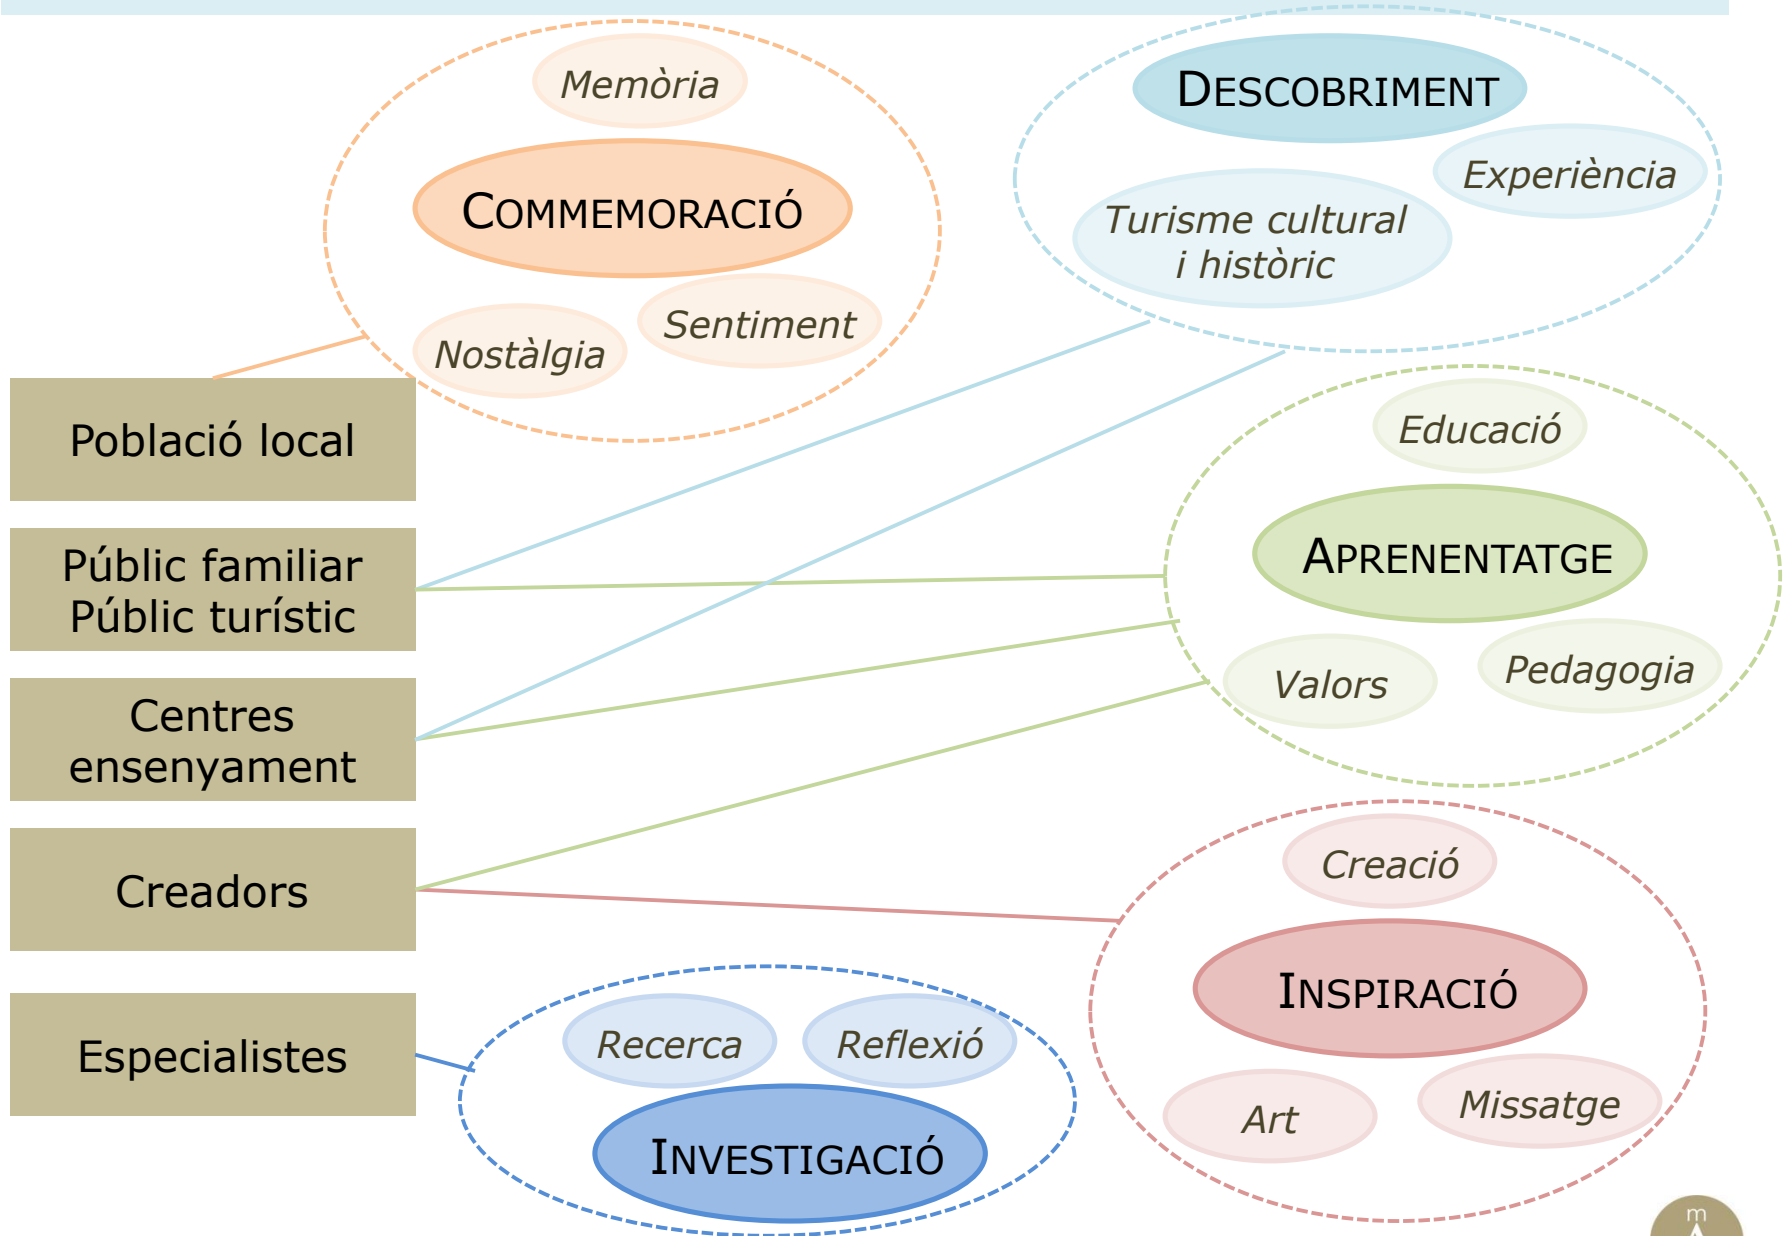 Memòria
COMMEMORACIÓ
Sentiment
Nostàlgia
DESCOBRIMENT
Experiència
Turisme cultural
i històric
Població local
Públic familiar
Públic turístic
Centres
ensenyament
Creadors
Especialistes
Educació
APRENENTATGE
Valors
Pedagogia
Creació
INSPIRACIÓ
Art
Missatge
Recerca
Reflexió
INVESTIGACIÓ
m